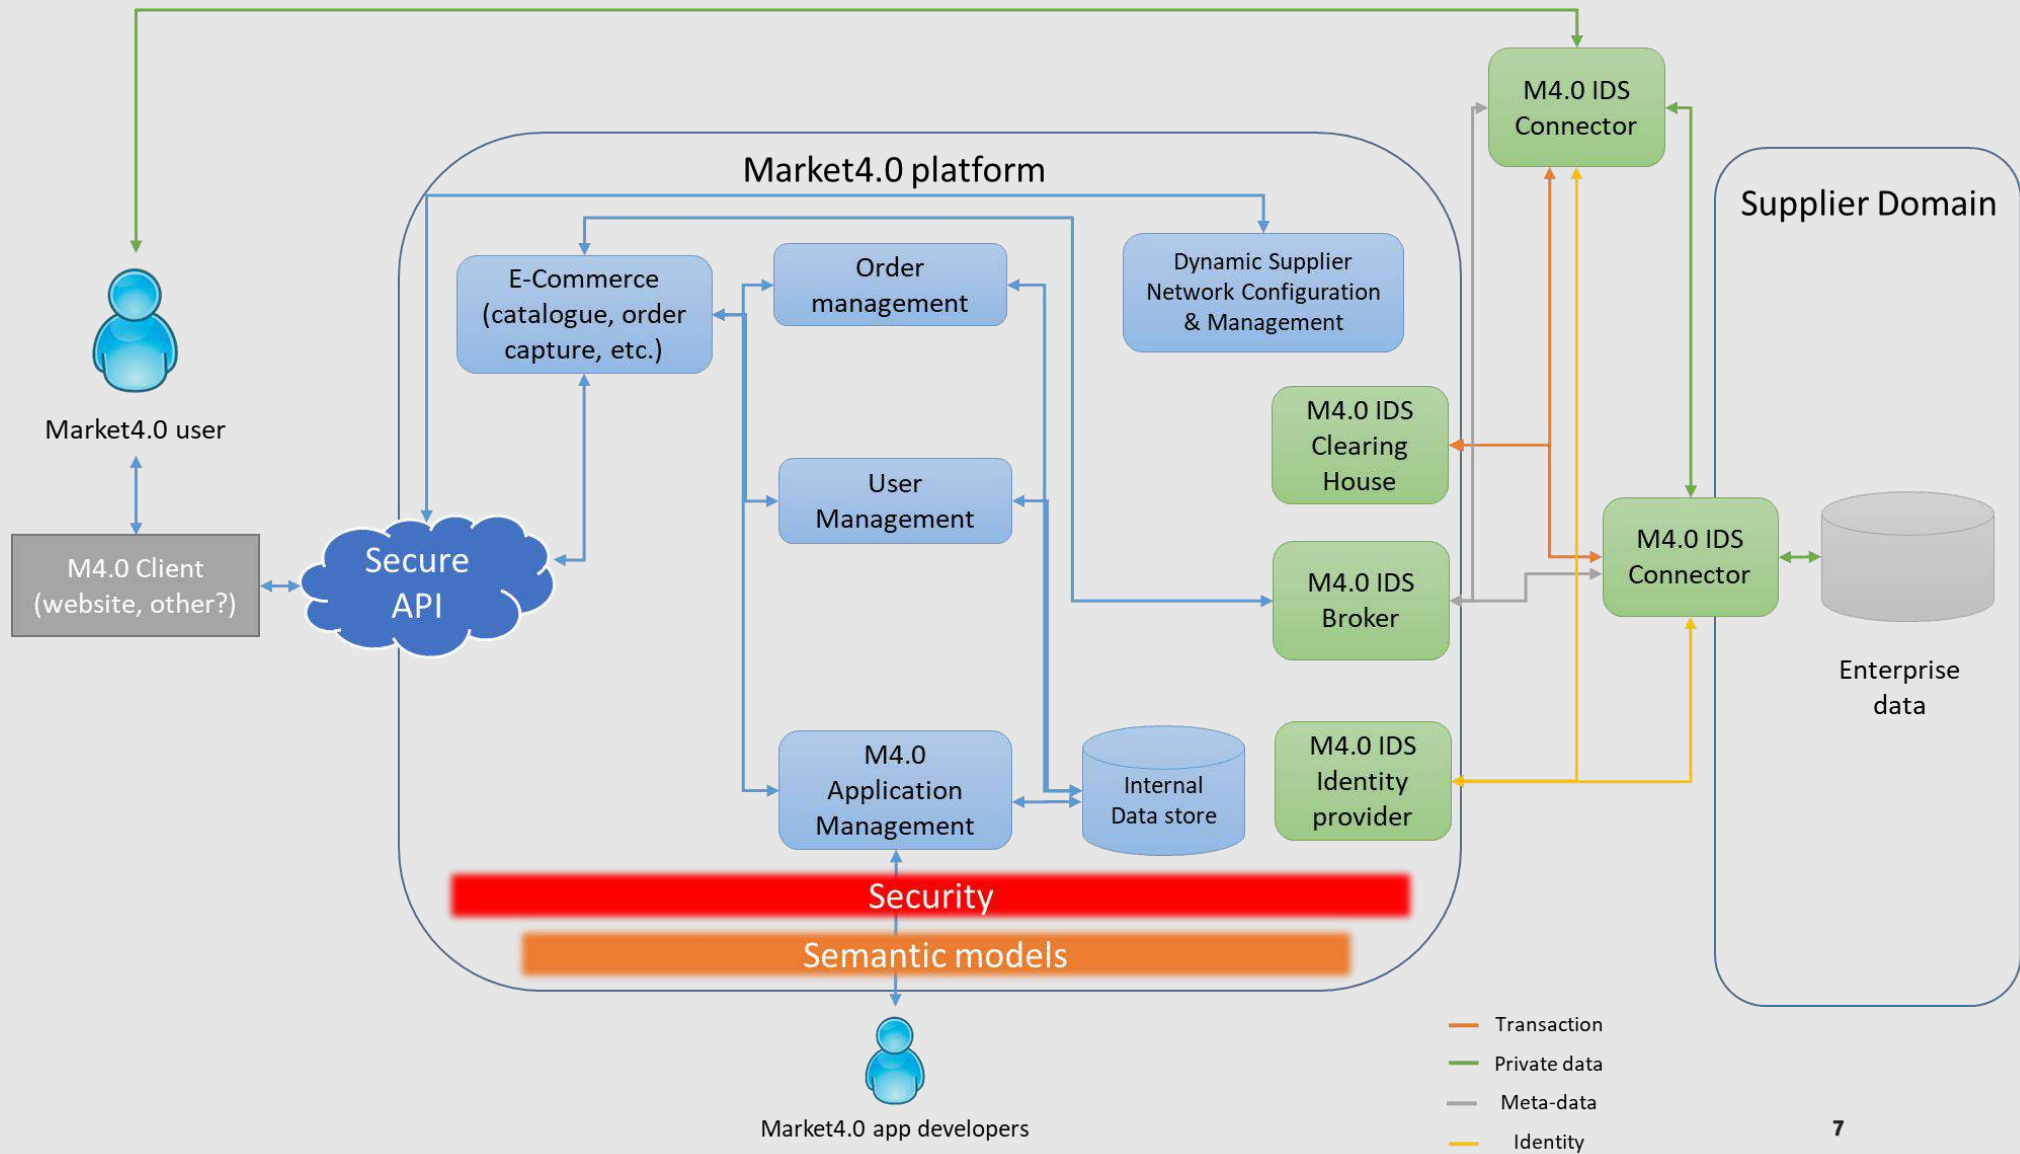 M4.0 IDS
Connector
Market4.0 platform
Supplier Domain
E-Commerce
(catalogue, order
capture, etc.)
Order
management
Dynamic Supplier
Network Configuration
& Management
Market4.0 user
M4.0 IDS
Clearing
House
User
Management
M4.0 Client
(website, other?)
Secure
API
M4.0 IDS
Broker
M4.0 IDS
Connector
Enterprise
data
M4.0
Application
Management
Internal
Data store
M4.0 IDS
Identity
provider
Security
Semantic models
Market4.0 app developers
Transaction
Private data
Meta-data
Identity
7